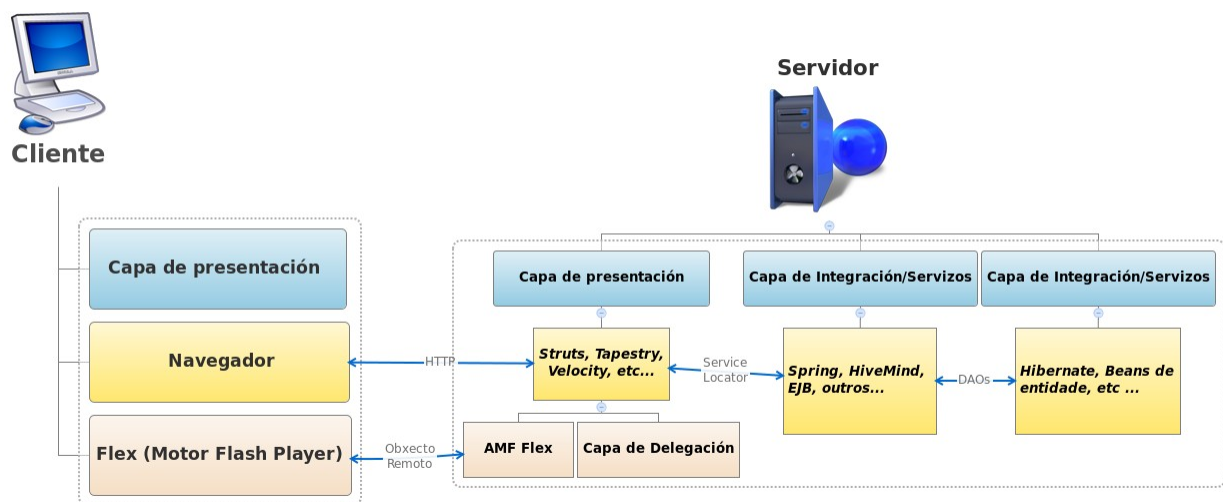 Servidor
Cliente
Capa de presentación
Navegador
Flex (Motor Flash Player)
HTTP
Obxecto
Remoto
Capa de presentación
Capa de Integración/Servizos
Capa de Integración/Servizos
Struts, Tapestry,
Velocity, etc...
Service
Locator
Spring, HiveMind,
EJB, outros...
DAOs
Hibernate, Beans de
entidade, etc ...
AMF Flex
Capa de Delegación